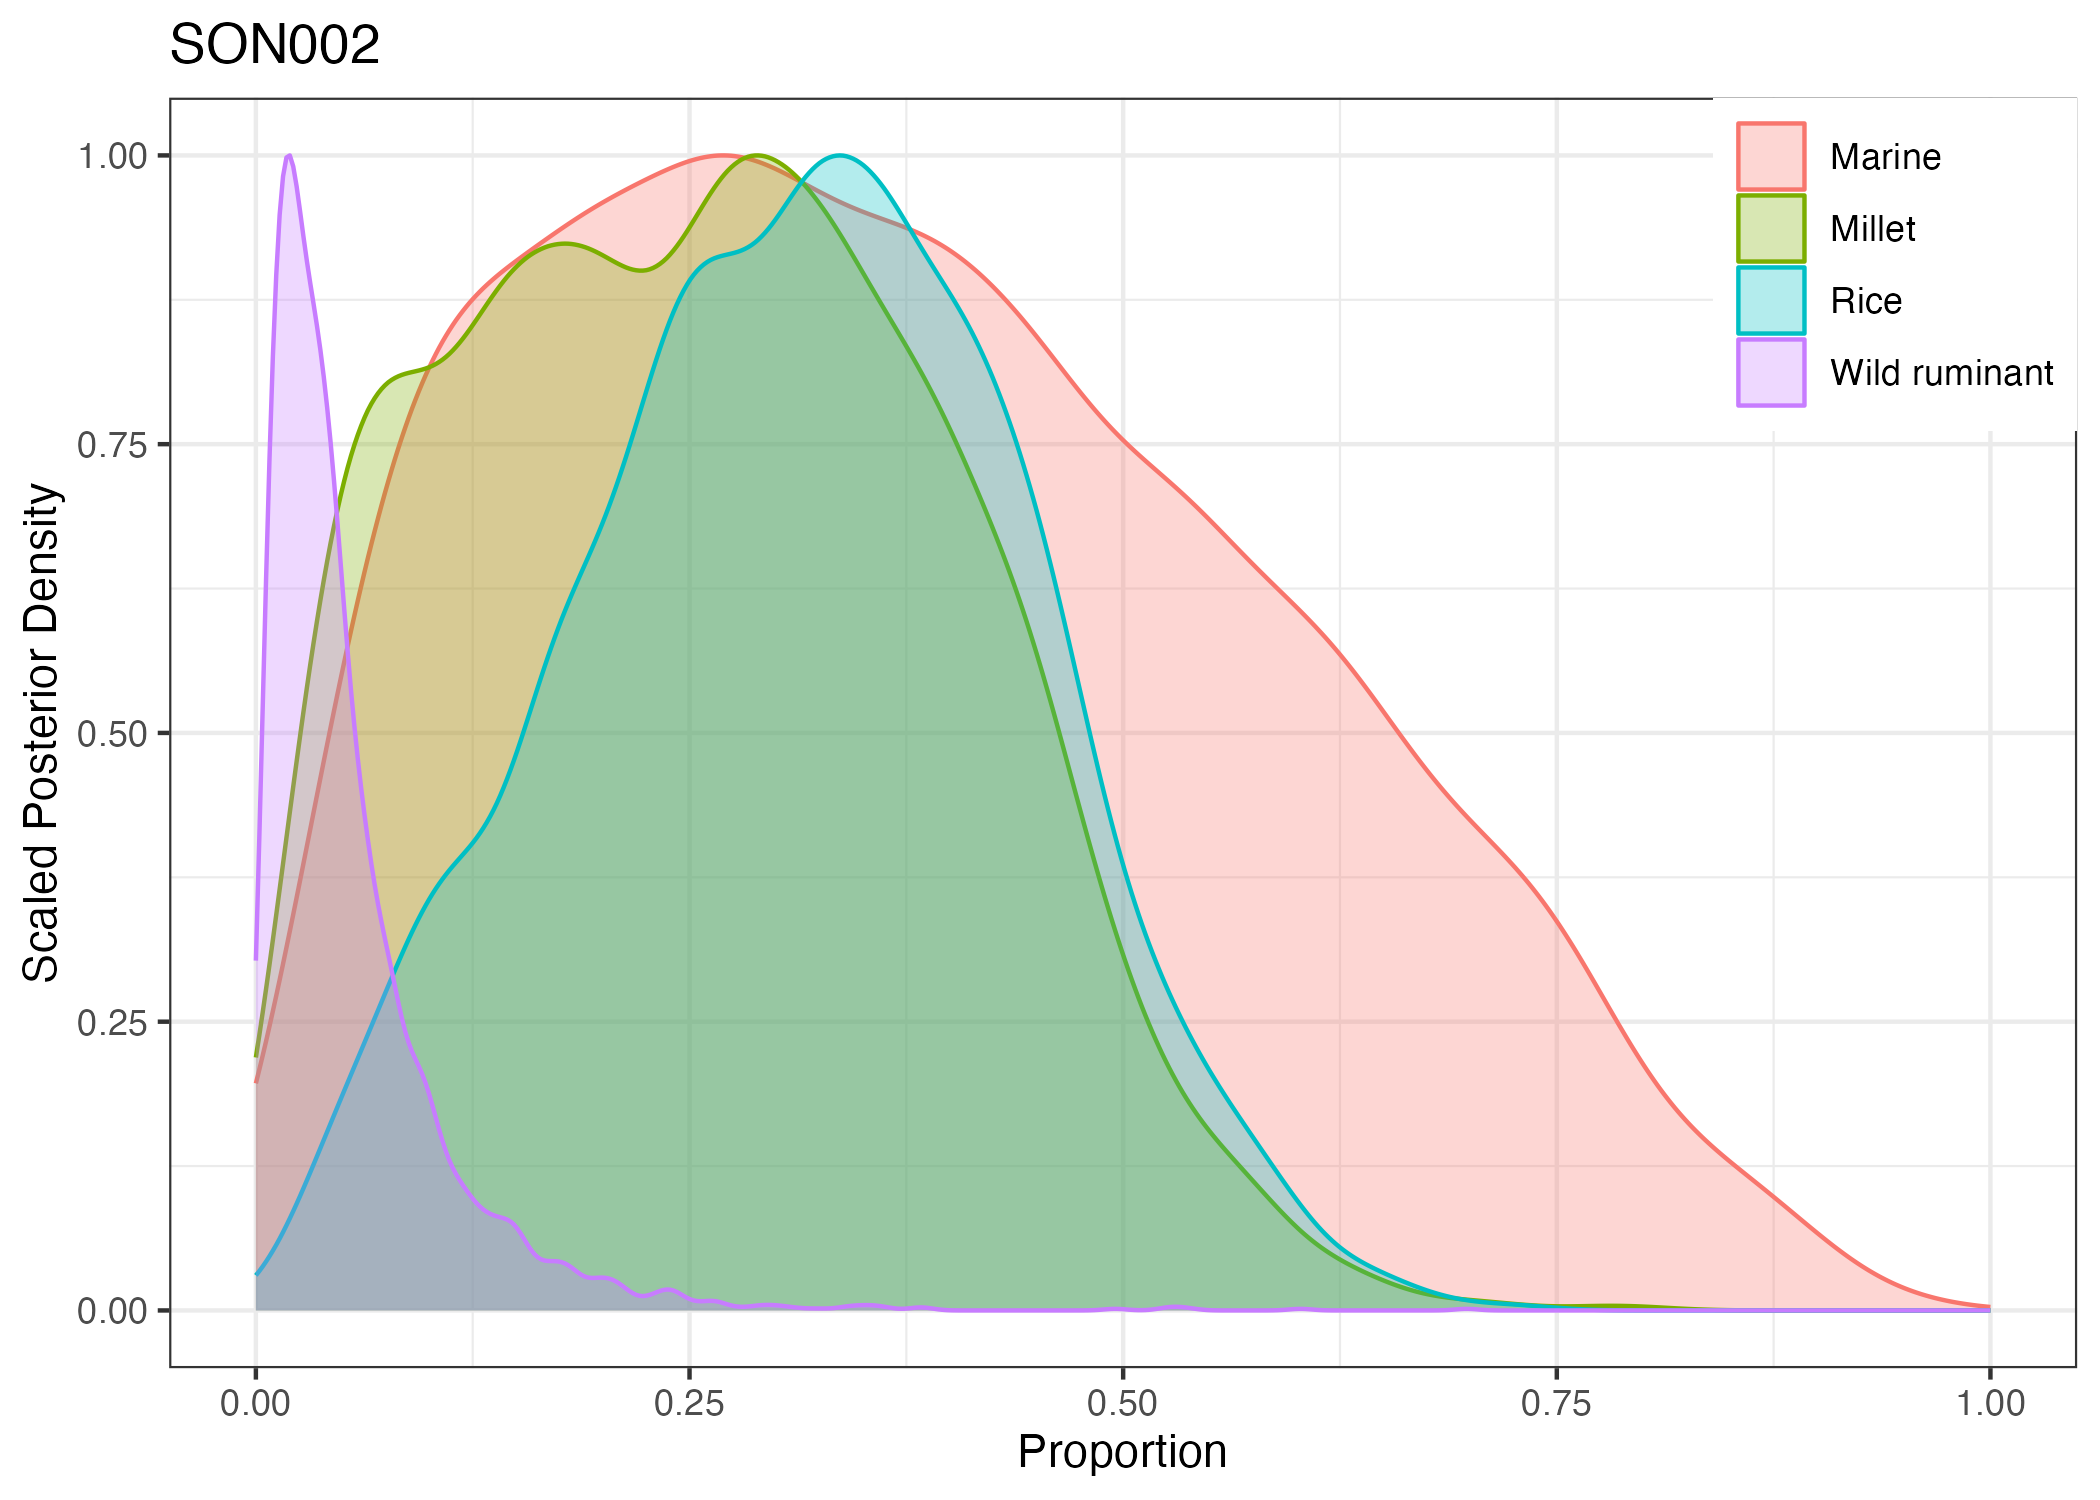 SON002
Marine
Millet
Rice
Wild ruminant
1.00
0.75
0.50
0.25
0.00
Scaled Posterior Density
0.00 0.25 0.50 0.75 1.00
Proportion